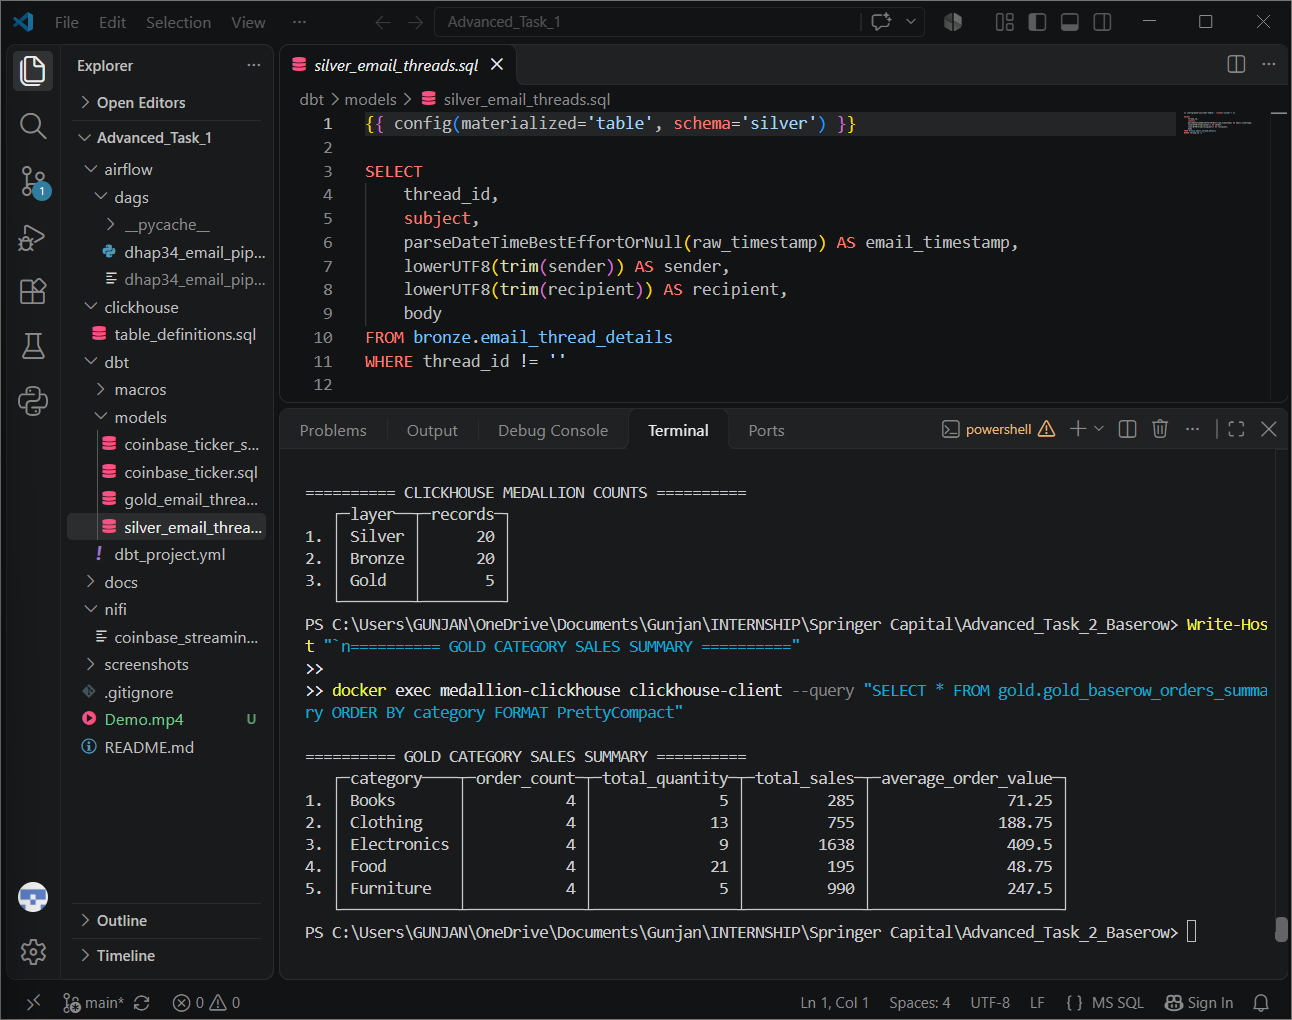 File Edit Selection View ··· Advanced_Task_1
Explorer ···
Open Editors
Advanced_Task_1
airflow
dags
__pycache__
dhap34_email_pip...
dhap34_email_pip...
clickhouse
table_definitions.sql
dbt
macros
models
coinbase_ticker_s...
coinbase_ticker.sql
gold_email_threa...
silver_email_threa...
dbt_project.yml
docs
nifi
coinbase_streamin...
screenshots
.gitignore
Demo.mp4 U
README.md
Outline
Timeline
1
silver_email_threads.sql
dbt > models > silver_email_threads.sql
1 {{ config(materialized='table', schema='silver') }}
2
3 SELECT
4 thread_id,
5 subject,
6 parseDateTimeBestEffortOrNull(raw_timestamp) AS email_timestamp,
7 lowerUTF8(trim(sender)) AS sender,
8 lowerUTF8(trim(recipient)) AS recipient,
9 body
10 FROM bronze.email_thread_details
11 WHERE thread_id != ''
12
Problems Output Debug Console Terminal Ports powershell
========== CLICKHOUSE MEDALLION COUNTS ==========
layer records
1. Silver 20
2. Bronze 20
3. Gold 5
PS C:\Users\GUNJAN\OneDrive\Documents\Gunjan\INTERNSHIP\Springer Capital\Advanced_Task_2_Baserow> Write-Hos
t "`n========== GOLD CATEGORY SALES SUMMARY =========="
>>
>> docker exec medallion-clickhouse clickhouse-client --query "SELECT * FROM gold.gold_baserow_orders_summa
ry ORDER BY category FORMAT PrettyCompact"
========== GOLD CATEGORY SALES SUMMARY ==========
category order_count total_quantity total_sales average_order_value
1. Books 4 5 285 71.25
2. Clothing 4 13 755 188.75
3. Electronics 4 9 1638 409.5
4. Food 4 21 195 48.75
5. Furniture 4 5 990 247.5
PS C:\Users\GUNJAN\OneDrive\Documents\Gunjan\INTERNSHIP\Springer Capital\Advanced_Task_2_Baserow>
main* 0 0 Ln 1, Col 1 Spaces: 4 UTF-8 LF {} MS SQL Sign In